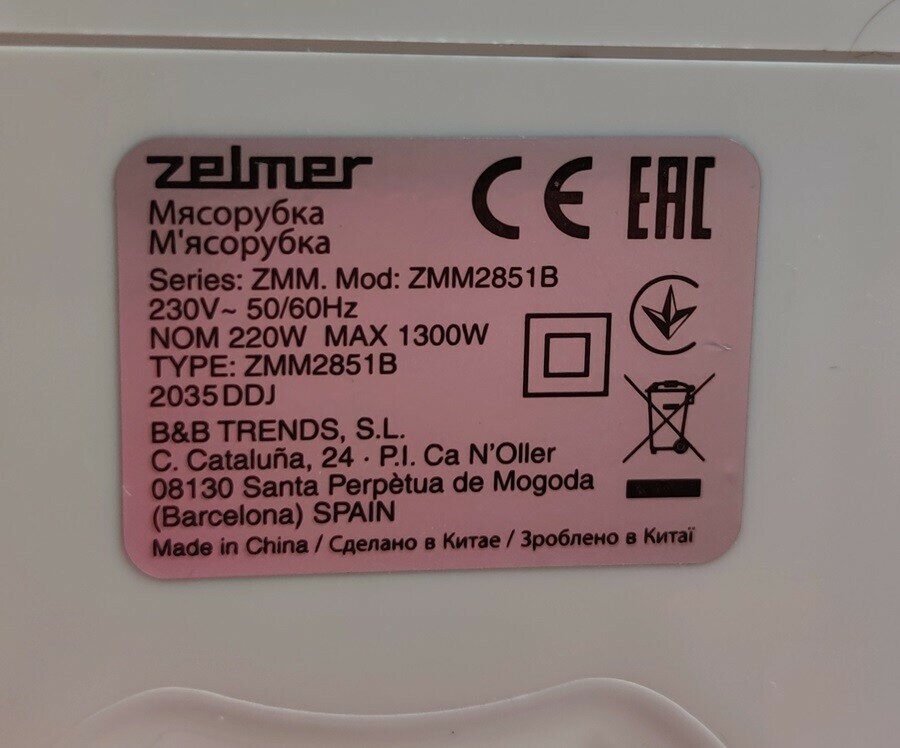 zelmer
CE EAC
Мясорубка
М'ясорубка
Series: ZMM. Mod: ZMM2851B
230V~ 50/60Hz
NOM 220W MAX 1300W
TYPE: ZMM2851B
2035DDJ
B&B TRENDS, S.L.
C. Cataluña, 24 · P.I. Ca N'Oller
08130 Santa Perpètua de Mogoda
(Barcelona) SPAIN
Made in China / Сделано в Китае / Зроблено в Китаї